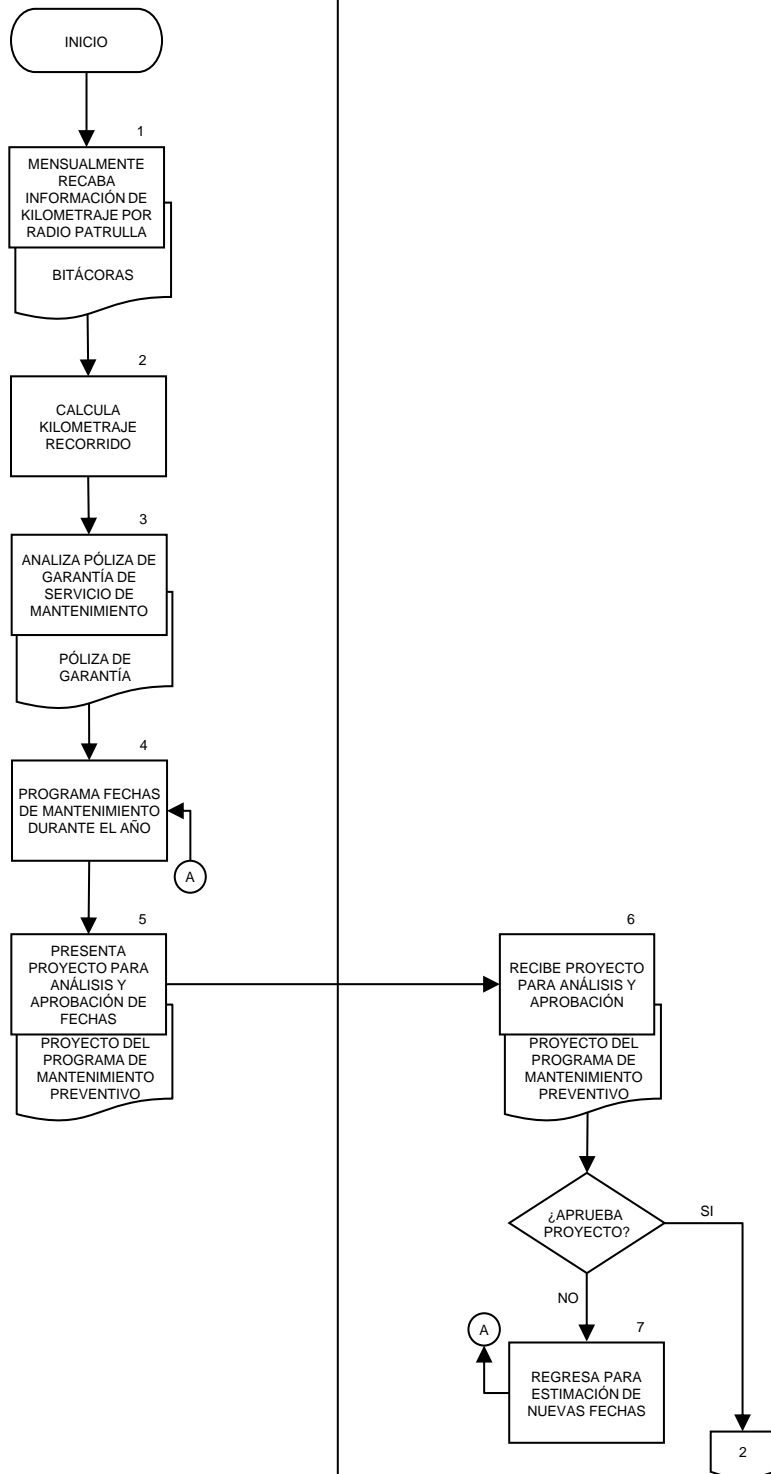 INICIO
1
MENSUALMENTE
RECABA
INFORMACIÓN DE
KILOMETRAJE POR
RADIO PATRULLA
BITÁCORAS
2
CALCULA
KILOMETRAJE
RECORRIDO
3
ANALIZA PÓLIZA DE
GARANTÍA DE
SERVICIO DE
MANTENIMIENTO
PÓLIZA DE
GARANTÍA
4
PROGRAMA FECHAS
DE MANTENIMIENTO
DURANTE EL AÑO
A
5
PRESENTA
PROYECTO PARA
ANÁLISIS Y
APROBACIÓN DE
FECHAS
PROYECTO DEL
PROGRAMA DE
MANTENIMIENTO
PREVENTIVO
6
RECIBE PROYECTO
PARA ANÁLISIS Y
APROBACIÓN
PROYECTO DEL
PROGRAMA DE
MANTENIMIENTO
PREVENTIVO
¿APRUEBA
PROYECTO?
SI
NO
A
7
REGRESA PARA
ESTIMACIÓN DE
NUEVAS FECHAS
2